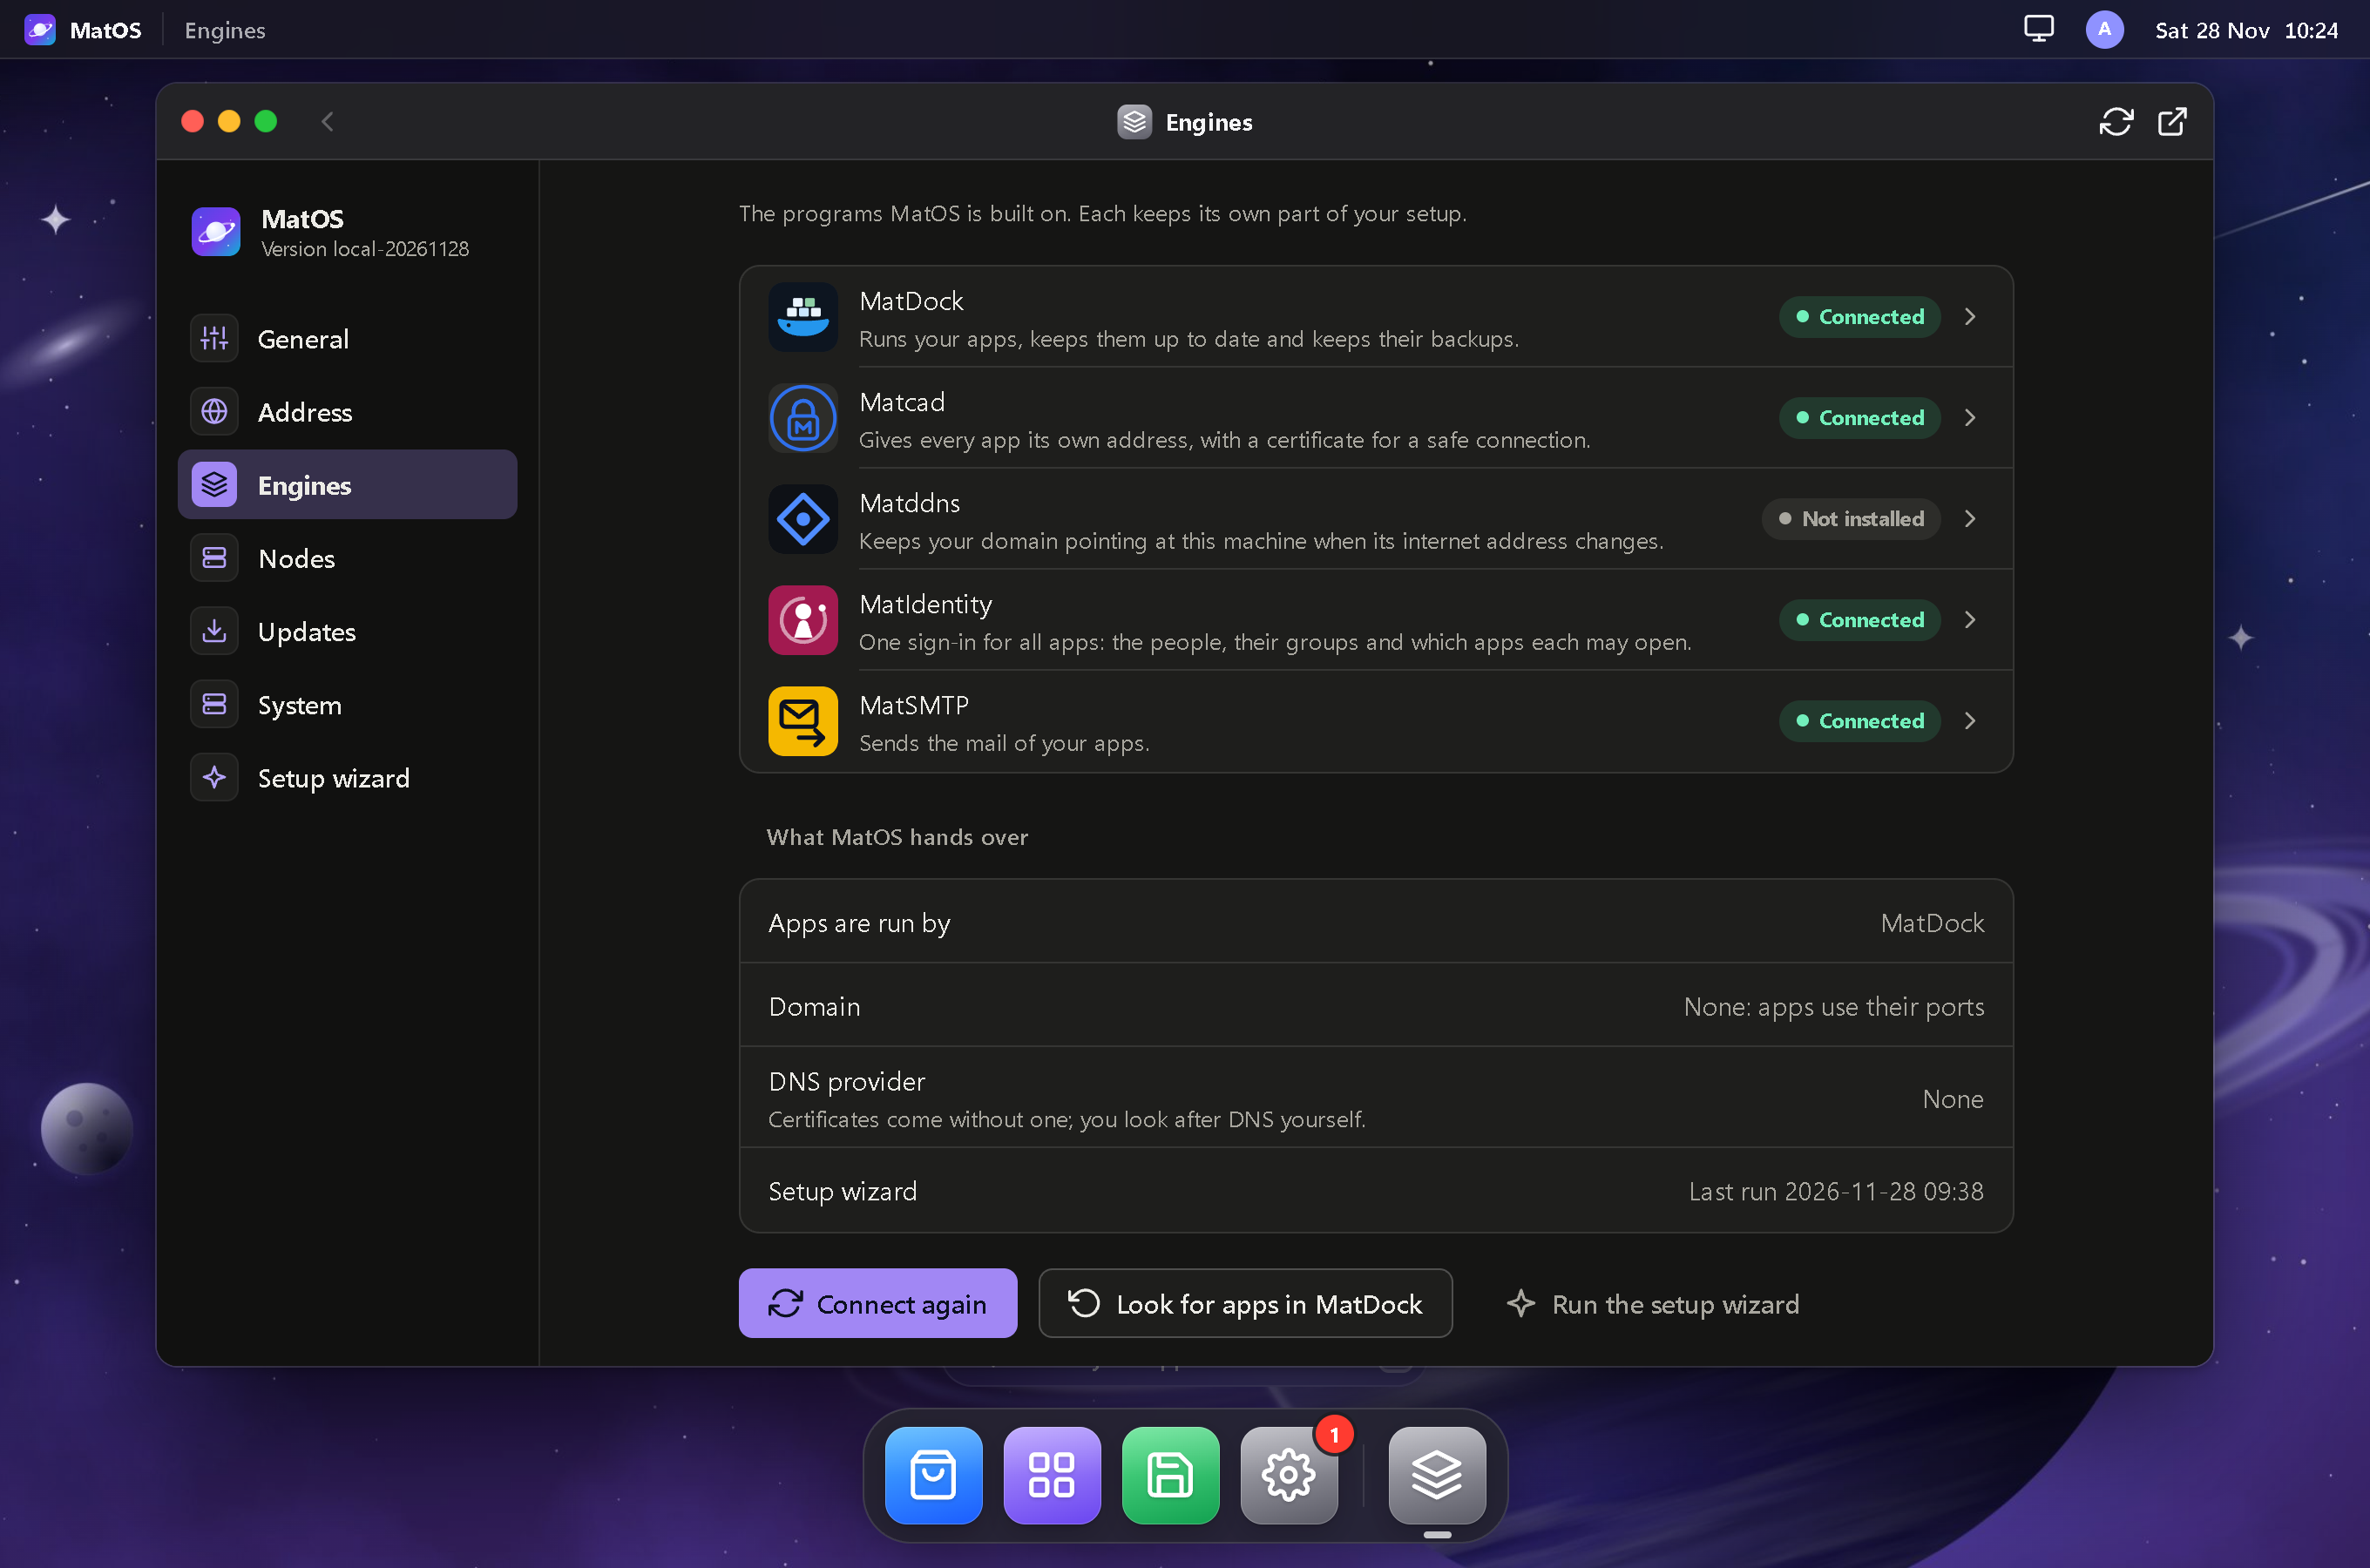 MatOS
Engines
A
Sat 28 Nov 10:24
Engines
MatOS
Version local-20261128
General
Address
Engines
Nodes
Updates
System
Setup wizard
The programs MatOS is built on. Each keeps its own part of your setup.
MatDock
Runs your apps, keeps them up to date and keeps their backups.
Connected
Matcad
Gives every app its own address, with a certificate for a safe connection.
Connected
Matddns
Keeps your domain pointing at this machine when its internet address changes.
Not installed
MatIdentity
One sign-in for all apps: the people, their groups and which apps each may open.
Connected
MatSMTP
Sends the mail of your apps.
Connected
What MatOS hands over
Apps are run by
MatDock
Domain
None: apps use their ports
DNS provider
Certificates come without one; you look after DNS yourself.
None
Setup wizard
Last run 2026-11-28 09:38
Connect again
Look for apps in MatDock
Run the setup wizard
1